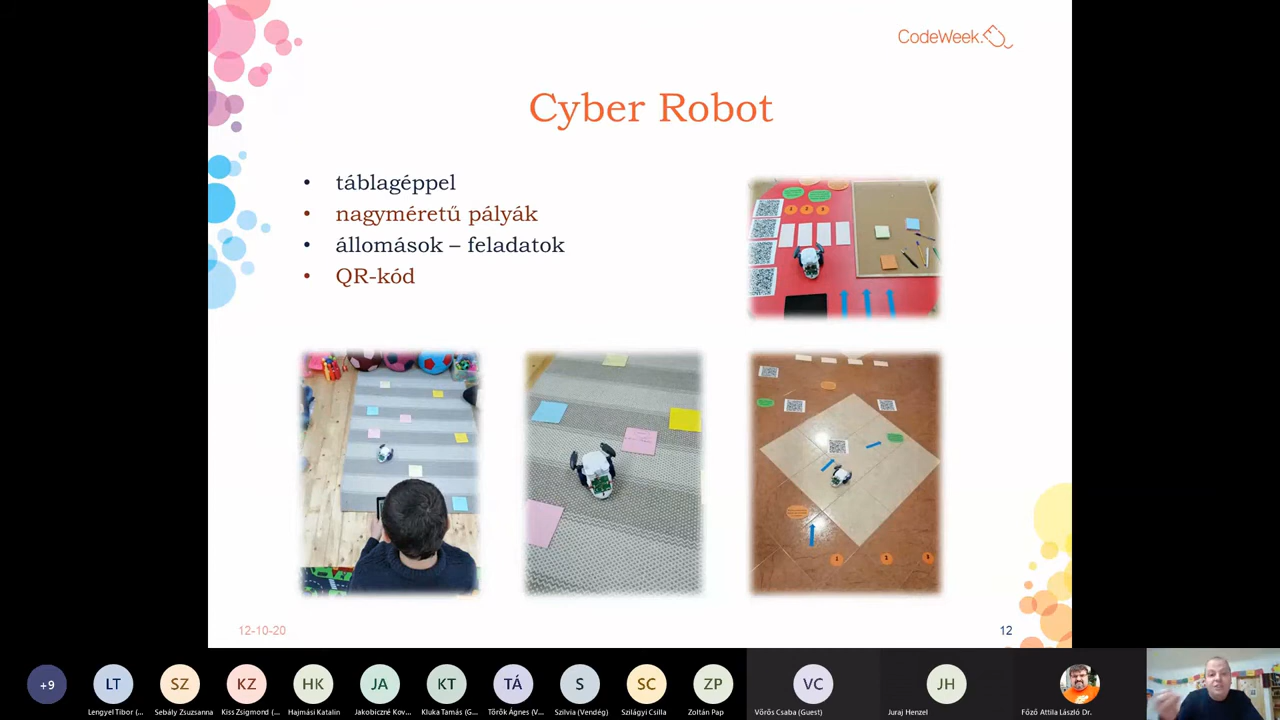 CodeWeek.
Cyber Robot
• táblagéppel
• nagyméretű pályák
• állomások – feladatok
• QR-kód
12-10-20
12
+9
LT
SZ
KZ
HK
JA
KT
TÁ
S
SC
ZP
VC
JH
Lengyel Tibor (...
Sebály Zsuzsanna
Kiss Zsigmond (...
Hajmási Katalin
Jakobiczné Kov...
Kluka Tamás (G...
Török Ágnes (V...
Szilvia (Vendég)
Szilágyi Csilla
Zoltán Pap
Vörös Csaba (Guest)
Juraj Henzel
Főző Attila László Dr.